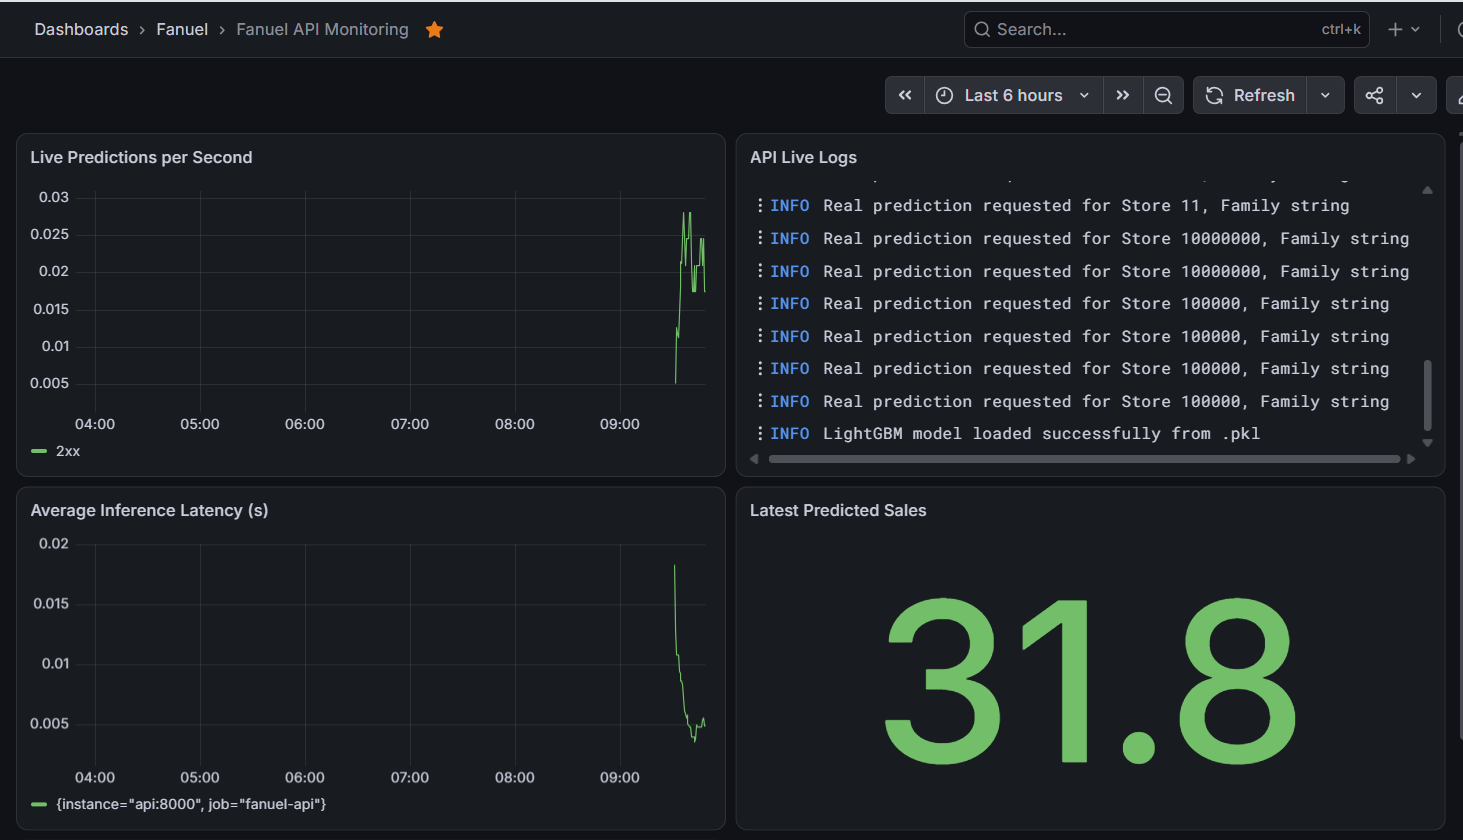 Dashboards › Fanuel › Fanuel API Monitoring
Search... ctrl+k
Last 6 hours
Refresh
Live Predictions per Second
0.03
0.025
0.02
0.015
0.01
0.005
04:00 05:00 06:00 07:00 08:00 09:00
2xx
API Live Logs
INFO Real prediction requested for Store 11, Family string
INFO Real prediction requested for Store 10000000, Family string
INFO Real prediction requested for Store 10000000, Family string
INFO Real prediction requested for Store 100000, Family string
INFO Real prediction requested for Store 100000, Family string
INFO Real prediction requested for Store 100000, Family string
INFO Real prediction requested for Store 100000, Family string
INFO LightGBM model loaded successfully from .pkl
Average Inference Latency (s)
0.02
0.015
0.01
0.005
04:00 05:00 06:00 07:00 08:00 09:00
{instance="api:8000", job="fanuel-api"}
Latest Predicted Sales
31.8